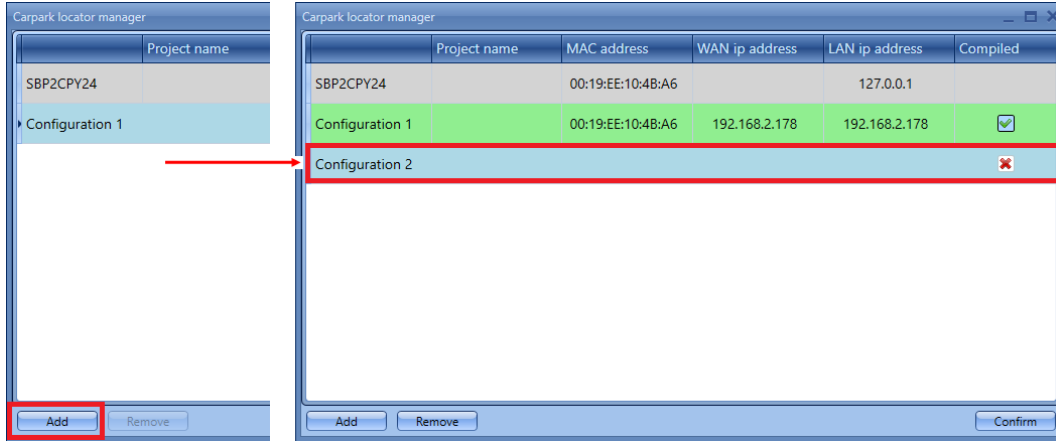 Carpark locator manager
Project name
SBP2CPY24
Configuration 1
Add Remove
Carpark locator manager
Project name MAC address WAN ip address LAN ip address Compiled
SBP2CPY24 00:19:EE:10:4B:A6 127.0.0.1
Configuration 1 00:19:EE:10:4B:A6 192.168.2.178 192.168.2.178
Configuration 2
Add Remove Confirm